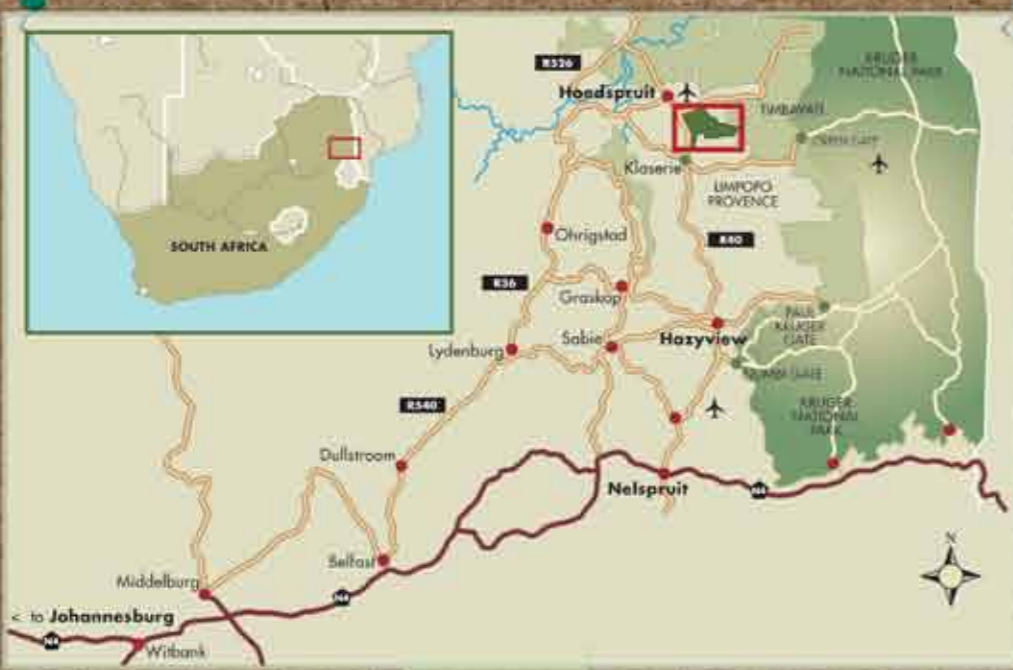 SOUTH AFRICA
R526
Hoedspruit
KRUGER
NATIONAL PARK
TIMBAVATI
ORPEN GATE
Klaserie
LIMPOPO
PROVENCE
Ohrigstad
R40
R36
Graskop
PAUL
KRUGER
GATE
Sabie
Hazyview
Lydenburg
NUMBI GATE
R540
KRUGER
NATIONAL
PARK
Dullstroom
Nelspruit
N4
Belfast
N
Middelburg
N4
< to Johannesburg
N4
Witbank